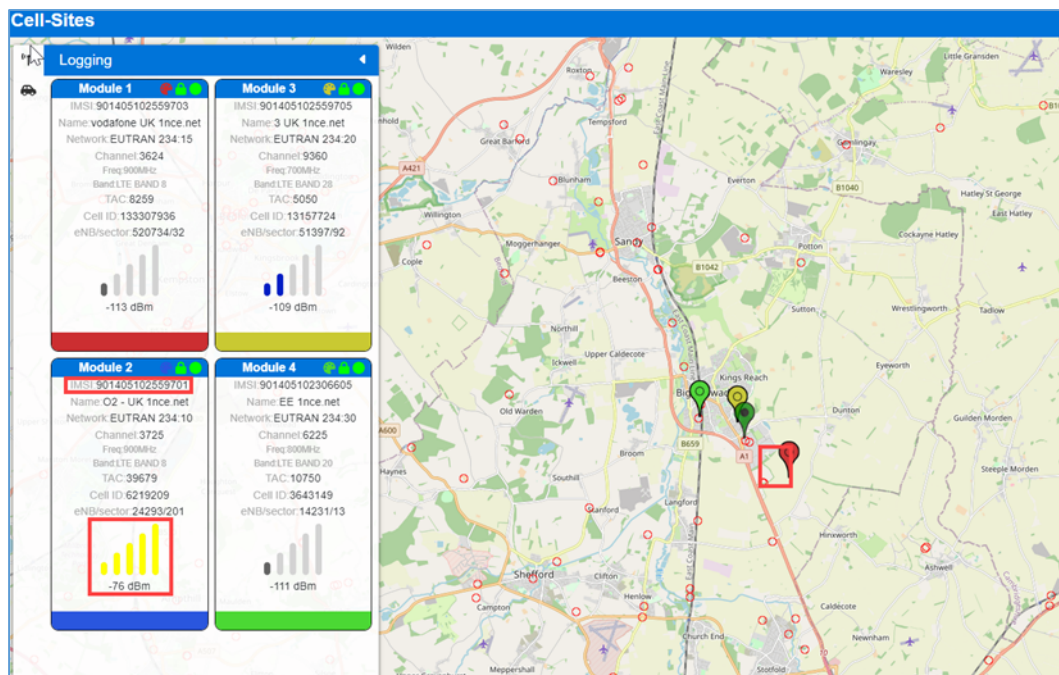 Cell-Sites
Logging
Module 1
IMSI:901405102559703
Name:vodafone UK 1nce.net
Network:EUTRAN 234:15
Channel:3624
Freq:900MHz
Band:LTE BAND 8
TAC:8259
Cell ID:133307936
eNB/sector:520734/32
-113 dBm
Module 3
IMSI:901405102559705
Name:3 UK 1nce.net
Network:EUTRAN 234:20
Channel:9360
Freq:700MHz
Band:LTE BAND 28
TAC:5050
Cell ID:13157724
eNB/sector:51397/92
-109 dBm
Module 2
IMSI:901405102559701
Name:O2 - UK 1nce.net
Network:EUTRAN 234:10
Channel:3725
Freq:900MHz
Band:LTE BAND 8
TAC:39679
Cell ID:6219209
eNB/sector:24293/201
-76 dBm
Module 4
IMSI:901405102306605
Name:EE 1nce.net
Network:EUTRAN 234:30
Channel:6225
Freq:800MHz
Band:LTE BAND 20
TAC:10750
Cell ID:3643149
eNB/sector:14231/13
-111 dBm
Wilden
Roxton
Little Gransden
Waresley
Tempsford
Great Barford
Gamlingay
A421
Blunham
Everton
B1040
Hatley St George
East Hatley
Willington
Cockayne Hatley
Moggerhanger
Sandy
Potton
Cople
B1042
Beeston
Sutton
Wrestlingworth
Tadlow
Northill
Upper Caldecote
Ickwell
Eyeworth
Kings Reach
Old Warden
Dunton
Guilden Morden
A600
B659
Broom
A1
Steeple Morden
Haynes
Southill
Stanford
Langford
East Coast Main
Hinxworth
Shefford
Clifton
Ashwell
Campton
Henlow
Caldecote
Church End
Newnham
Meppershall
Stotfold
10